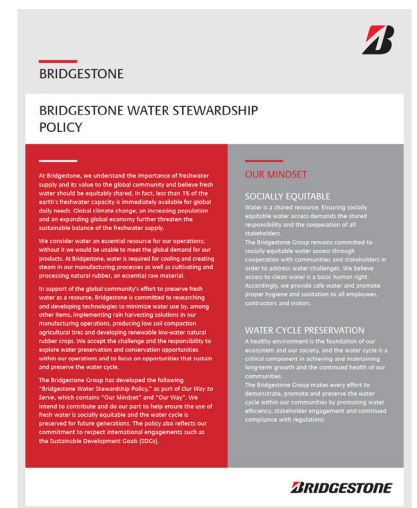 BRIDGESTONE
BRIDGESTONE WATER STEWARDSHIP
POLICY
At Bridgestone, we understand the importance of freshwater
supply and its value to the global community and believe fresh
water should be equitably shared. In fact, less than 1% of the
earth's freshwater capacity is immediately available for global
daily needs. Global climate change, an increasing population
and an expanding global economy further threaten the
sustainable balance of the freshwater supply.
We consider water an essential resource for our operations;
without it we would be unable to meet the global demand for our
products. At Bridgestone, water is required for cooling and creating
steam in our manufacturing processes as well as cultivating and
processing natural rubber, an essential raw material.
In support of the global community's effort to preserve fresh
water as a resource, Bridgestone is committed to researching
and developing technologies to minimize water use by, among
other items, implementing rain harvesting solutions in our
manufacturing operations, producing low soil compaction
agricultural tires and developing renewable low-water natural
rubber crops. We accept the challenge and the responsibility to
explore water preservation and conservation opportunities
within our operations and to focus on opportunities that sustain
and preserve the water cycle.
The Bridgestone Group has developed the following
"Bridgestone Water Stewardship Policy," as part of Our Way to
Serve, which contains "Our Mindset" and "Our Way". We
intend to contribute and do our part to help ensure the use of
fresh water is socially equitable and the water cycle is
preserved for future generations. The policy also reflects our
commitment to respect international engagements such as
the Sustainable Development Goals (SDGs).
OUR MINDSET
SOCIALLY EQUITABLE
Water is a shared resource. Ensuring socially
equitable water access demands the shared
responsibility and the cooperation of all
stakeholders.
The Bridgestone Group remains committed to
socially equitable water access through
cooperation with communities and stakeholders in
order to address water challenges. We believe
access to clean water is a basic human right.
Accordingly, we provide safe water and promote
proper hygiene and sanitation to all employees,
contractors and visitors.
WATER CYCLE PRESERVATION
A healthy environment is the foundation of our
ecosystem and our society, and the water cycle is a
critical component in achieving and maintaining
long-term growth and the continued health of our
communities.
The Bridgestone Group makes every effort to
demonstrate, promote and preserve the water
cycle within our communities by promoting water
efficiency, stakeholder engagement and continued
compliance with regulations.
BRIDGESTONE